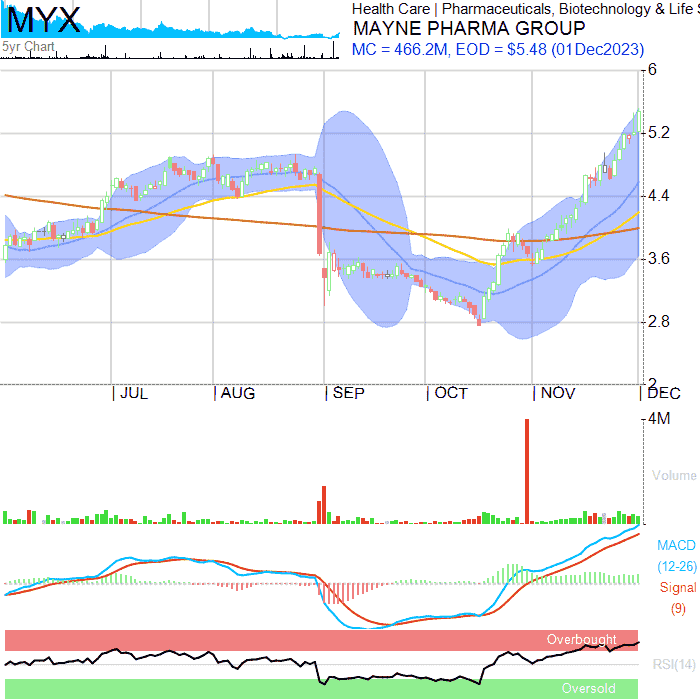 MYX
5yr Chart
Health Care | Pharmaceuticals, Biotechnology & Life
MAYNE PHARMA GROUP
MC = 466.2M, EOD = $5.48 (01Dec2023)
6
5.2
4.4
3.6
2.8
2
JUL AUG SEP OCT NOV DEC
4M
Volume
MACD
(12-26)
Signal
(9)
Overbought
RSI(14)
Oversold